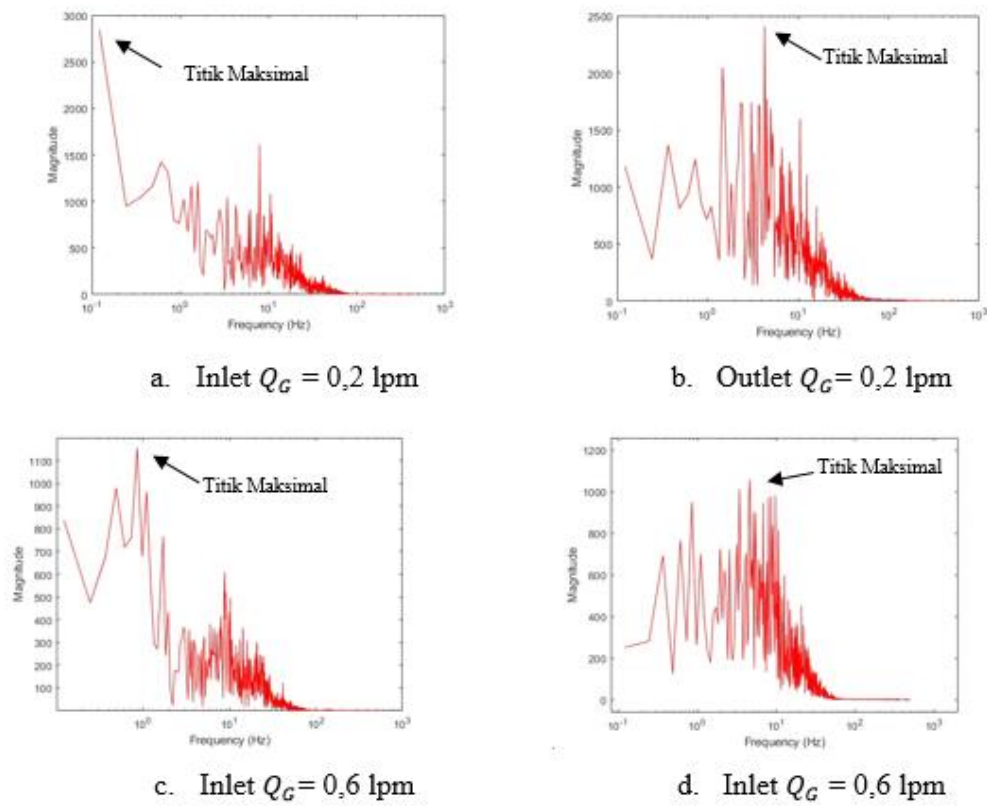 3000
2500
2000
1500
1000
500
0
Magnitude
Titik Maksimal
10⁻¹ 10⁰ 10¹ 10² 10³
Frequency (Hz)
a. Inlet Q_G = 0,2 lpm
2500
2000
1500
1000
500
0
Magnitude
Titik Maksimal
10⁻¹ 10⁰ 10¹ 10² 10³
Frequency (Hz)
b. Outlet Q_G = 0,2 lpm
1100
1000
900
800
700
600
500
400
300
200
100
Magnitude
Titik Maksimal
10⁰ 10¹ 10² 10³
Frequency (Hz)
c. Inlet Q_G = 0,6 lpm
1200
1000
800
600
400
200
0
Magnitude
Titik Maksimal
10⁻¹ 10⁰ 10¹ 10² 10³
Frequency (Hz)
d. Inlet Q_G = 0,6 lpm